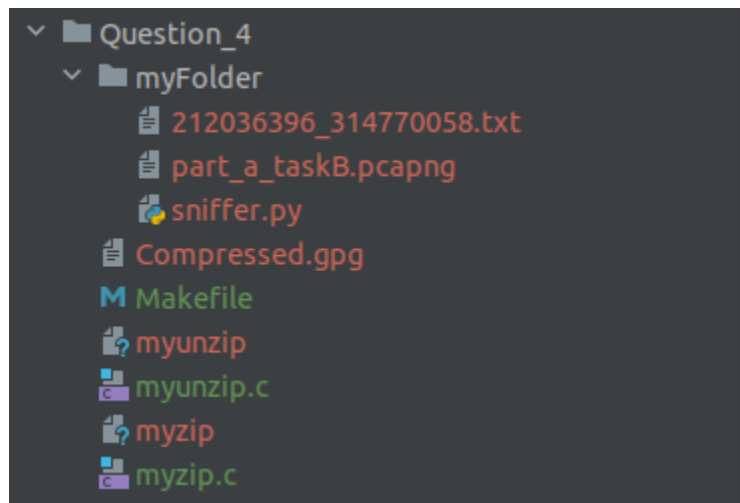 Question_4
myFolder
212036396_314770058.txt
part_a_taskB.pcapng
sniffer.py
Compressed.gpg
Makefile
myunzip
myunzip.c
myzip
myzip.c